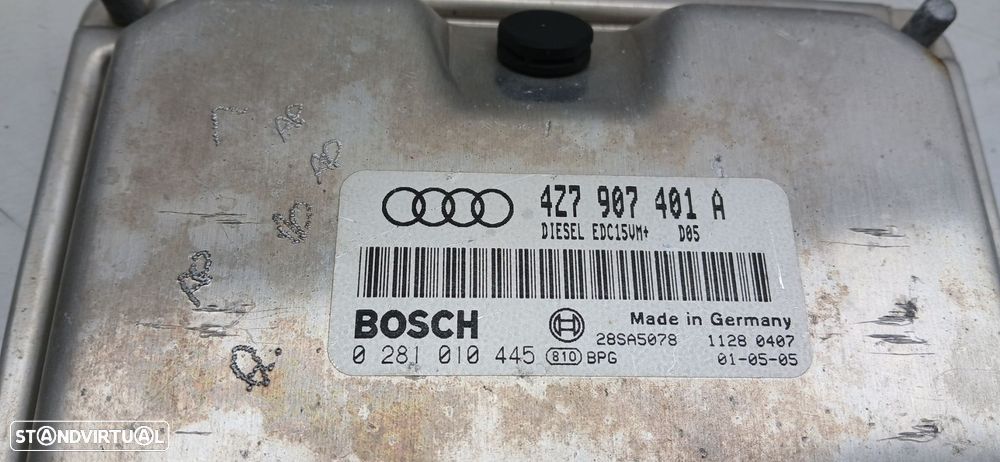 4Z7 907 401 A
DIESEL EDC15VM+ D05
BOSCH
Made in Germany
28SA5078 1128 0407
0 281 010 445 810 BPG 01-05-05
STANDVIRTUAL